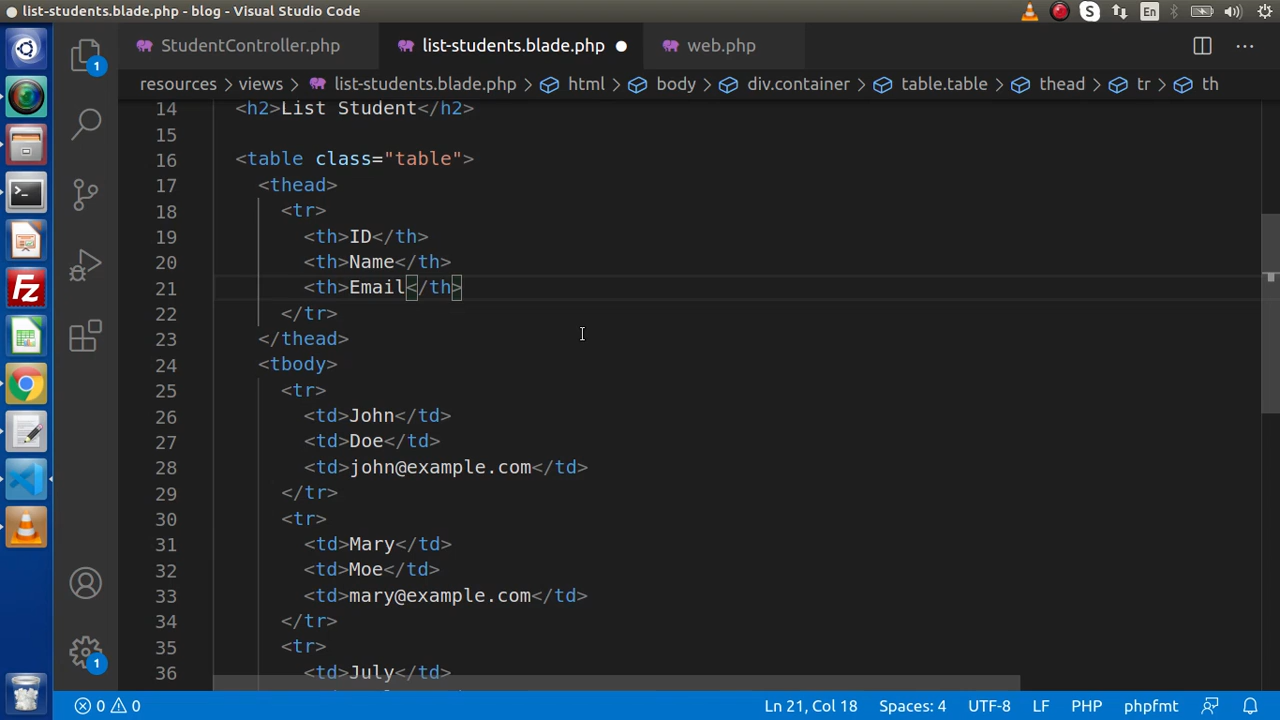 list-students.blade.php - blog - Visual Studio Code
S
En
1
StudentController.php
list-students.blade.php
web.php
resources > views > list-students.blade.php > html > body > div.container > table.table > thead > tr > th
14 <h2>List Student</h2>
15
16 <table class="table">
17 <thead>
18 <tr>
19 <th>ID</th>
20 <th>Name</th>
21 <th>Email</th>
22 </tr>
23 </thead>
24 <tbody>
25 <tr>
26 <td>John</td>
27 <td>Doe</td>
28 <td>john@example.com</td>
29 </tr>
30 <tr>
31 <td>Mary</td>
32 <td>Moe</td>
33 <td>mary@example.com</td>
34 </tr>
35 <tr>
36 <td>July</td>
Fz
1
0 0
Ln 21, Col 18
Spaces: 4
UTF-8
LF
PHP
phpfmt